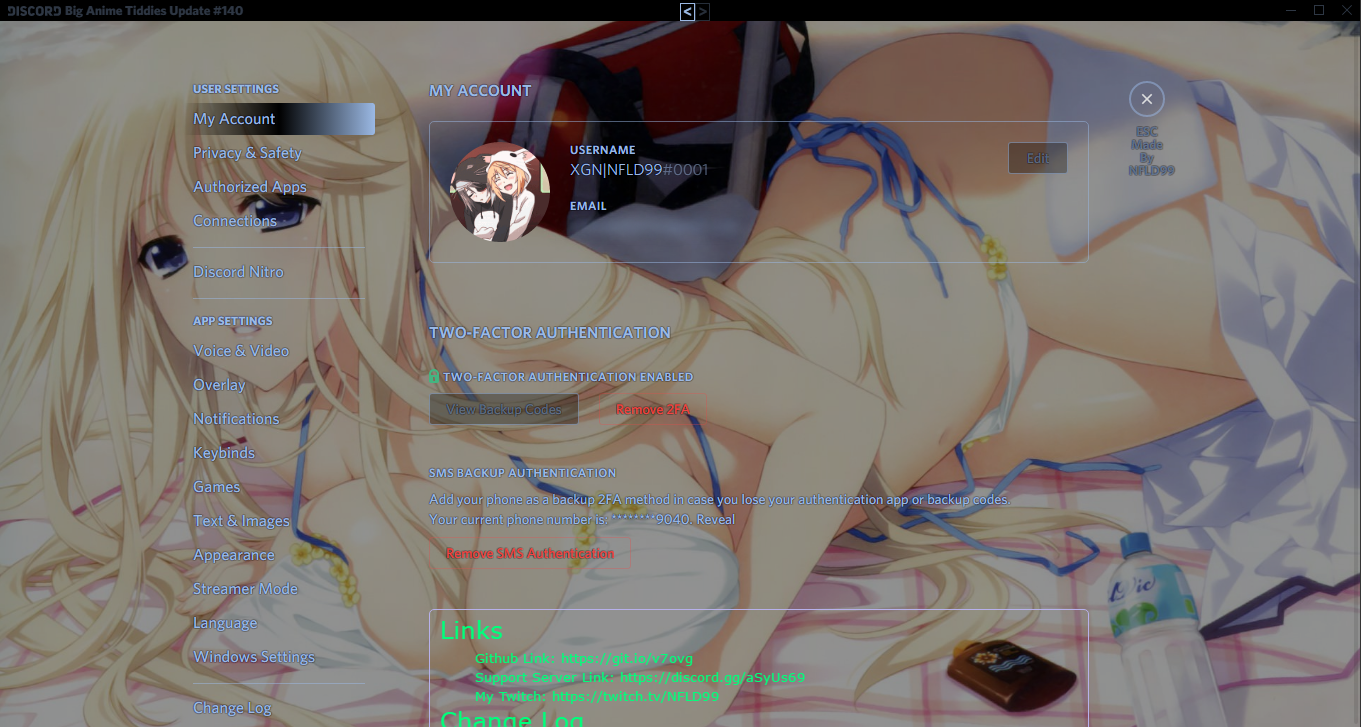 DISCORD Big Anime Tiddies Update #140
< >
USER SETTINGS
My Account
Privacy & Safety
Authorized Apps
Connections
Discord Nitro
APP SETTINGS
Voice & Video
Overlay
Notifications
Keybinds
Games
Text & Images
Appearance
Streamer Mode
Language
Windows Settings
Change Log
MY ACCOUNT
USERNAME
XGN|NFLD99#0001
EMAIL
Edit
TWO-FACTOR AUTHENTICATION
TWO-FACTOR AUTHENTICATION ENABLED
View Backup Codes
Remove 2FA
SMS BACKUP AUTHENTICATION
Add your phone as a backup 2FA method in case you lose your authentication app or backup codes.
Your current phone number is: ********9040. Reveal
Remove SMS Authentication
Links
Github Link: https://git.io/v7ovg
Support Server Link: https://discord.gg/aSyUs69
My Twitch: https://twitch.tv/NFLD99
Change Log
ESC
Made
By
NFLD99